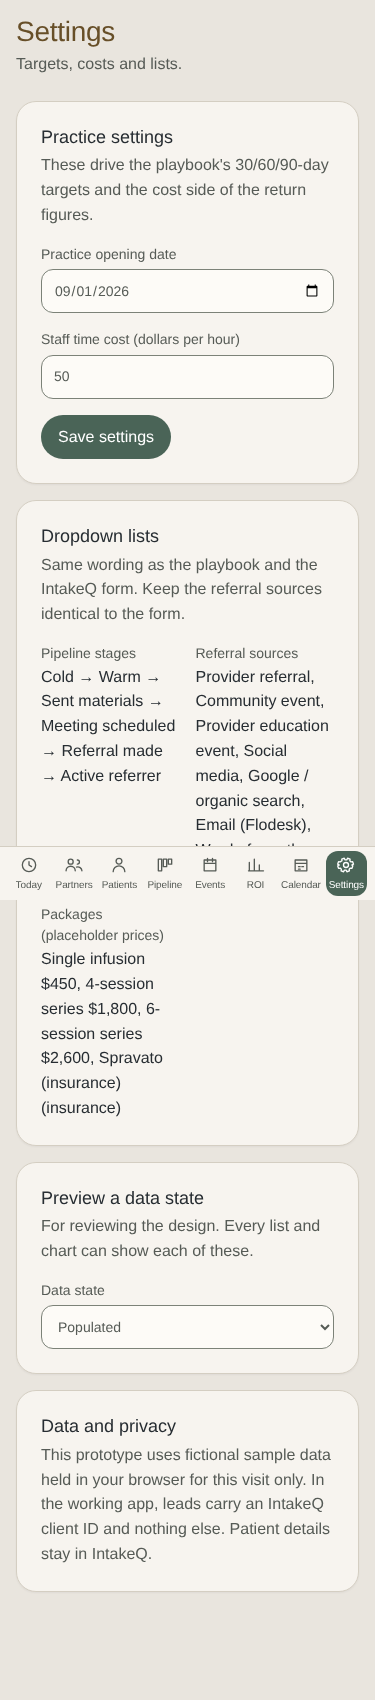 Settings
Targets, costs and lists.
Practice settings
These drive the playbook's 30/60/90-day
targets and the cost side of the return
figures.
Practice opening date
09/01/2026
Staff time cost (dollars per hour)
50
Save settings
Dropdown lists
Same wording as the playbook and the
IntakeQ form. Keep the referral sources
identical to the form.
Pipeline stages
Cold → Warm →
Sent materials →
Meeting scheduled
→ Referral made
→ Active referrer
Referral sources
Provider referral,
Community event,
Provider education
event, Social
media, Google /
organic search,
Email (Flodesk),
Today
Partners
Patients
Pipeline
Events
ROI
Calendar
Settings
Packages
(placeholder prices)
Single infusion
$450, 4-session
series $1,800, 6-
session series
$2,600, Spravato
(insurance)
(insurance)
Preview a data state
For reviewing the design. Every list and
chart can show each of these.
Data state
Populated
Data and privacy
This prototype uses fictional sample data
held in your browser for this visit only. In
the working app, leads carry an IntakeQ
client ID and nothing else. Patient details
stay in IntakeQ.